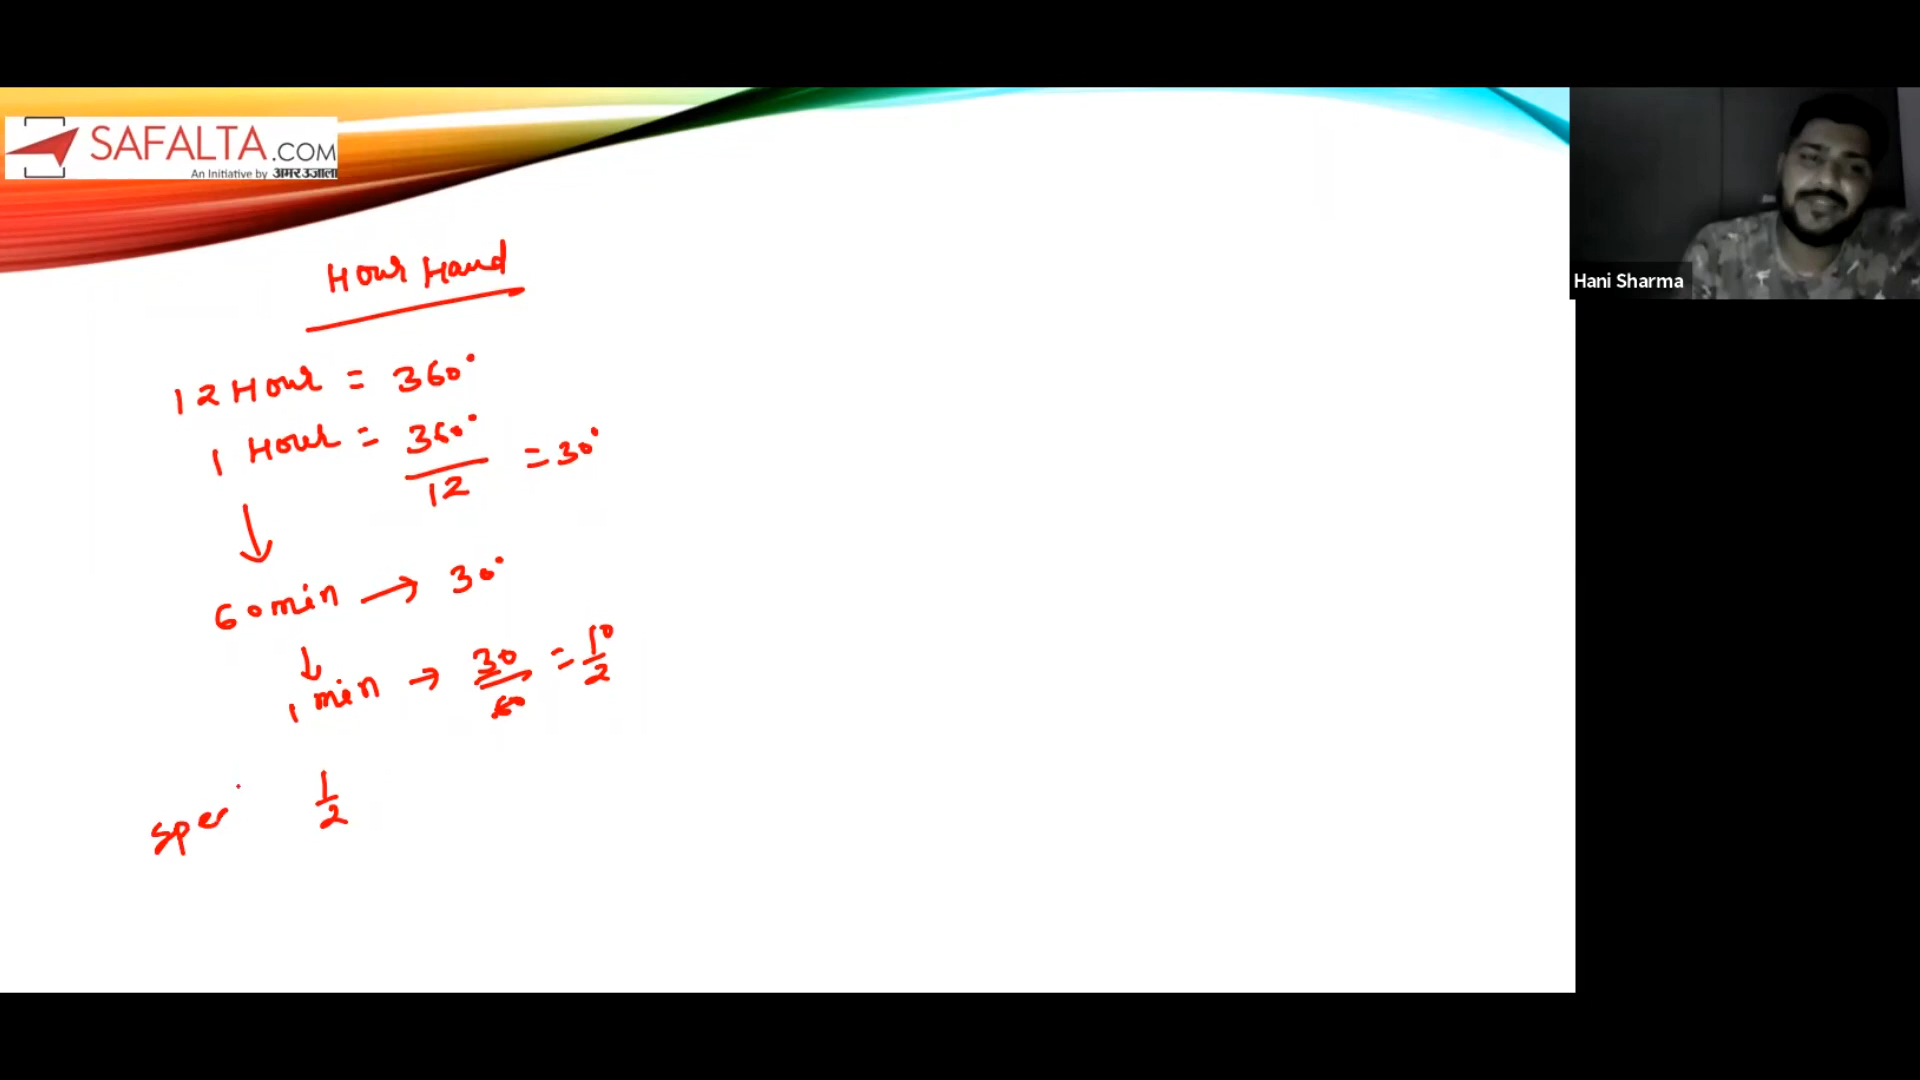 SAFALTA.COM
An Initiative by अमर उजाला
Hani Sharma
Hour Hand
12 Hour = 360°
1 Hour = 360°/12 = 30°
↓
60 min → 30°
↓
1 min → 30/60 = 1°/2
spee 1/2